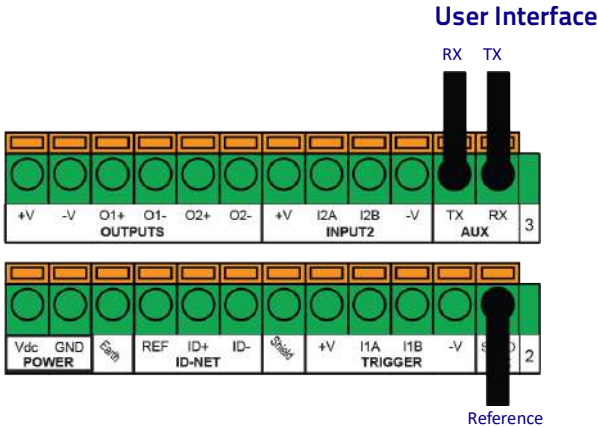 User Interface
RX TX
+V -V O1+ O1- O2+ O2- +V I2A I2B -V TX RX
OUTPUTS INPUT2 AUX 3
Vdc GND Earth REF ID+ ID- Shield +V I1A I1B -V
POWER ID-NET TRIGGER 2
Reference